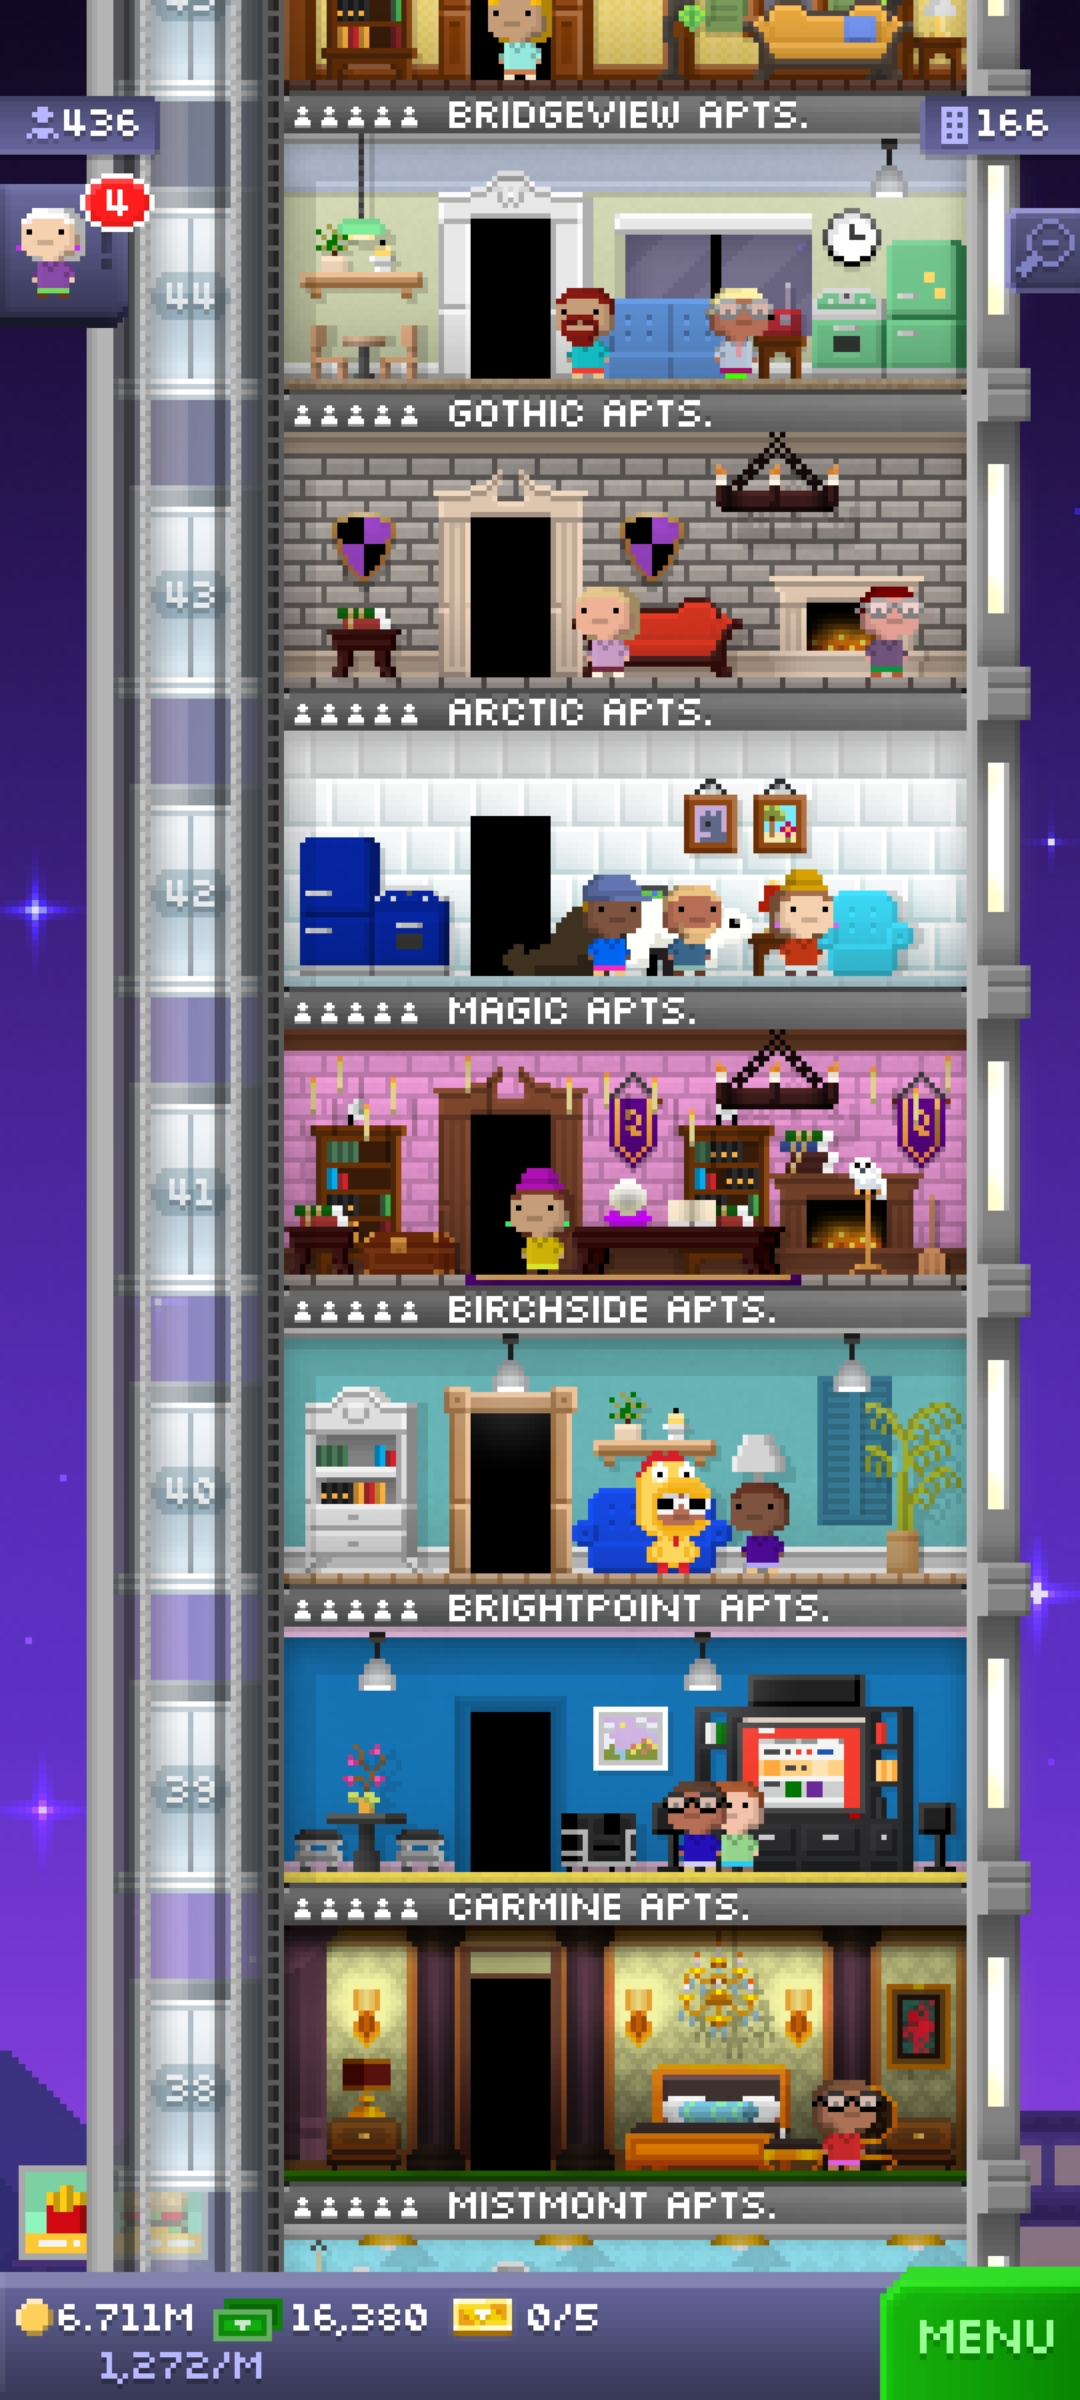 BRIDGEVIEW APTS.
436
166
4
44
GOTHIC APTS.
43
ARCTIC APTS.
42
MAGIC APTS.
41
BIRCHSIDE APTS.
40
BRIGHTPOINT APTS.
39
CARMINE APTS.
38
MISTMONT APTS.
6.711M 16,380 0/5
1,272/M
MENU